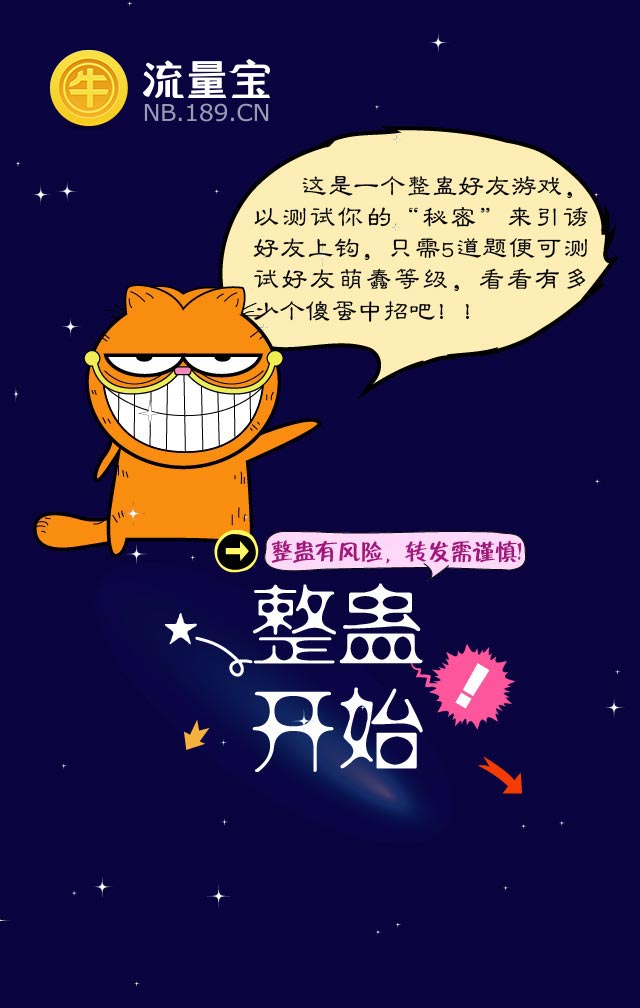 牛
流量宝
NB.189.CN
这是一个整蛊好友游戏，
以测试你的“秘密”来引诱
好友上钩，只需5道题便可测
试好友萌蠢等级，看看有多
少个傻蛋中招吧！！
整蛊有风险，转发需谨慎!
整蛊
开始
!